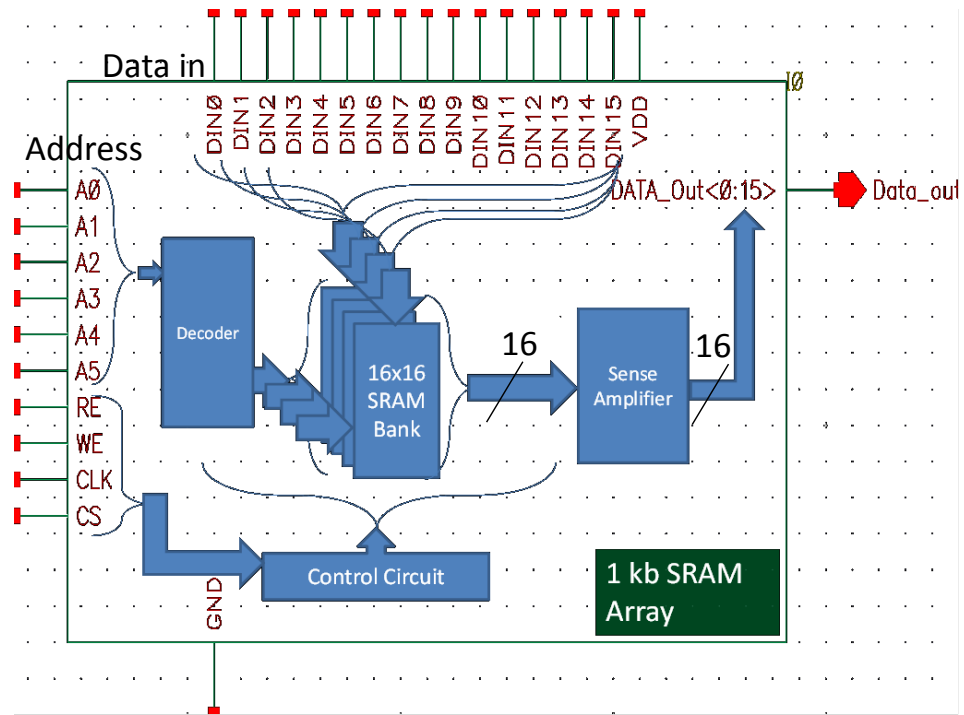 Data in
I0
DIN0
DIN1
DIN2
DIN3
DIN4
DIN5
DIN6
DIN7
DIN8
DIN9
DIN10
DIN11
DIN12
DIN13
DIN14
DIN15
VDD
Address
A0
A1
A2
A3
A4
A5
RE
WE
CLK
CS
DATA_Out<0:15>
Data_out
Decoder
16x16
SRAM
Bank
16
Sense
Amplifier
16
Control Circuit
1 kb SRAM
Array
GND